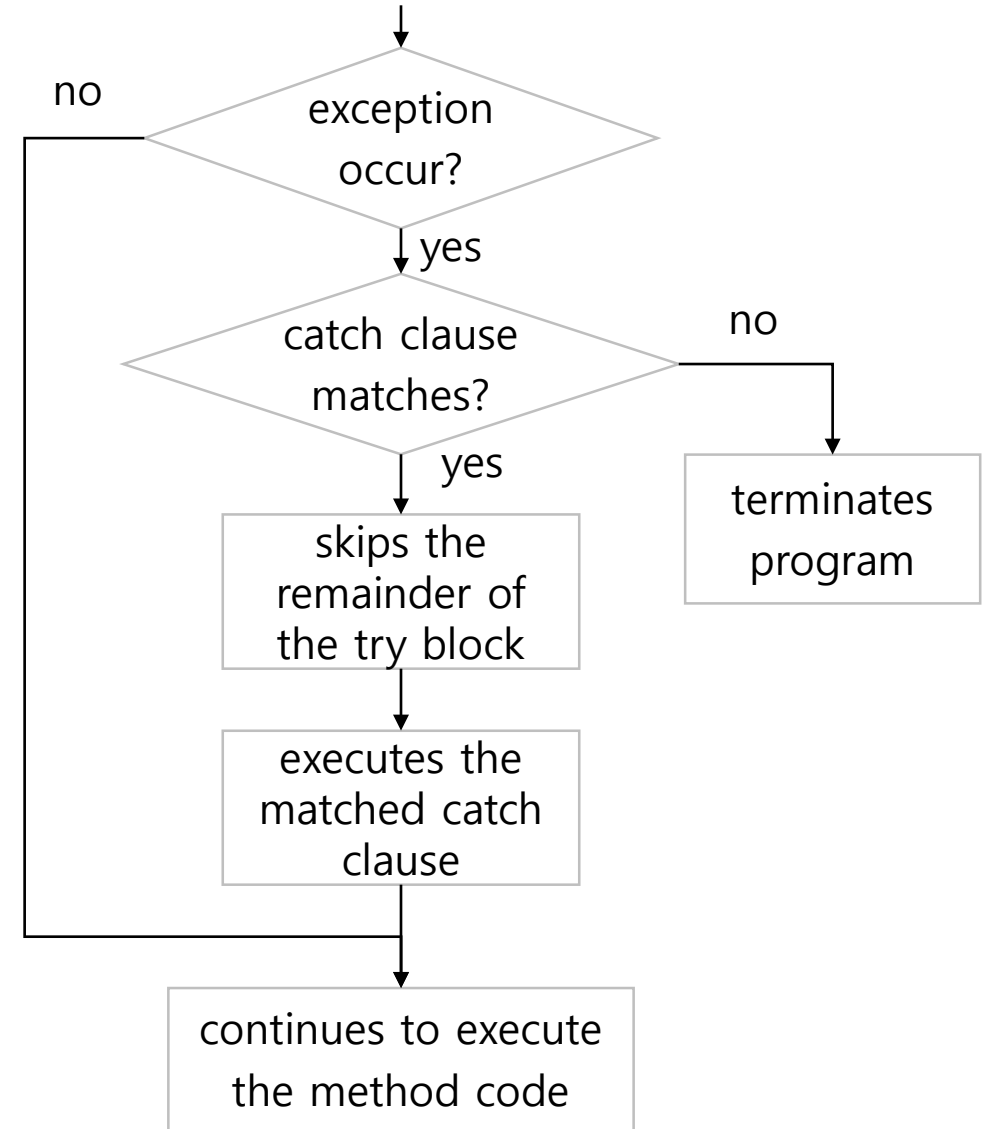 no
exception
occur?
yes
catch clause
matches?
no
yes
terminates
program
skips the
remainder of
the try block
executes the
matched catch
clause
continues to execute
the method code